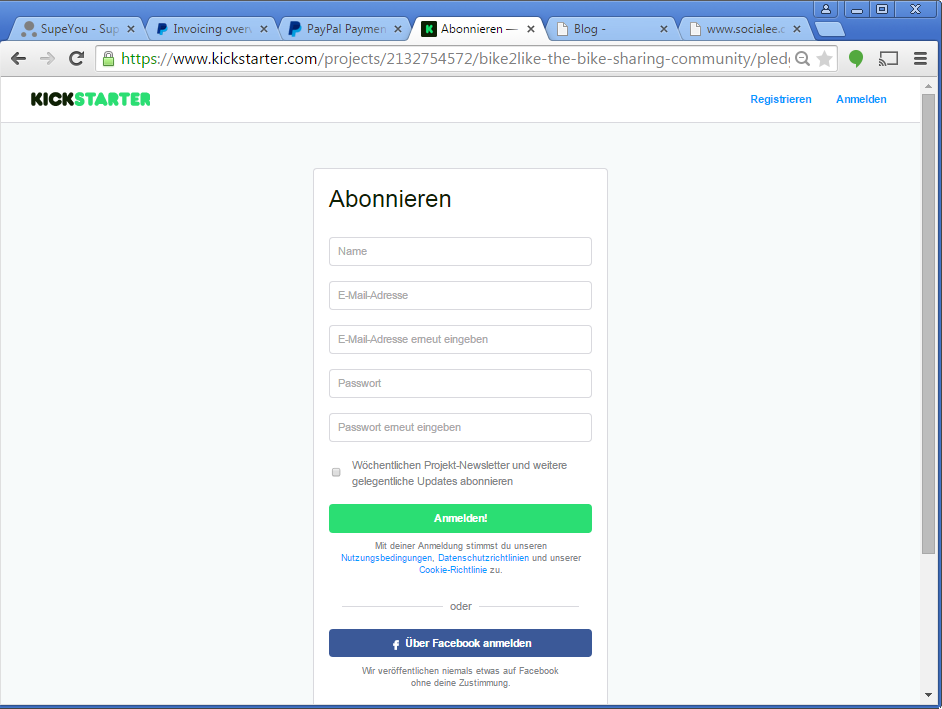 SupeYou - Sup
Invoicing over
PayPal Paymen
Abonnieren —
Blog -
www.socialee.c
https://www.kickstarter.com/projects/2132754572/bike2like-the-bike-sharing-community/pledg
KICKSTARTER
Registrieren
Anmelden
Abonnieren
Name
E-Mail-Adresse
E-Mail-Adresse erneut eingeben
Passwort
Passwort erneut eingeben
Wöchentlichen Projekt-Newsletter und weitere
gelegentliche Updates abonnieren
Anmelden!
Mit deiner Anmeldung stimmst du unseren
Nutzungsbedingungen, Datenschutzrichtlinien und unserer
Cookie-Richtlinie zu.
oder
Über Facebook anmelden
Wir veröffentlichen niemals etwas auf Facebook
ohne deine Zustimmung.